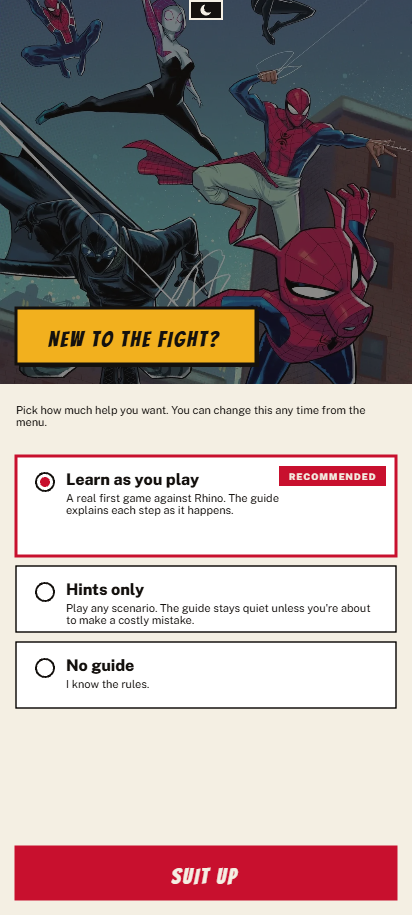 NEW TO THE FIGHT?
Pick how much help you want. You can change this any time from the
menu.
Learn as you play
RECOMMENDED
A real first game against Rhino. The guide
explains each step as it happens.
Hints only
Play any scenario. The guide stays quiet unless you're about
to make a costly mistake.
No guide
I know the rules.
SUIT UP